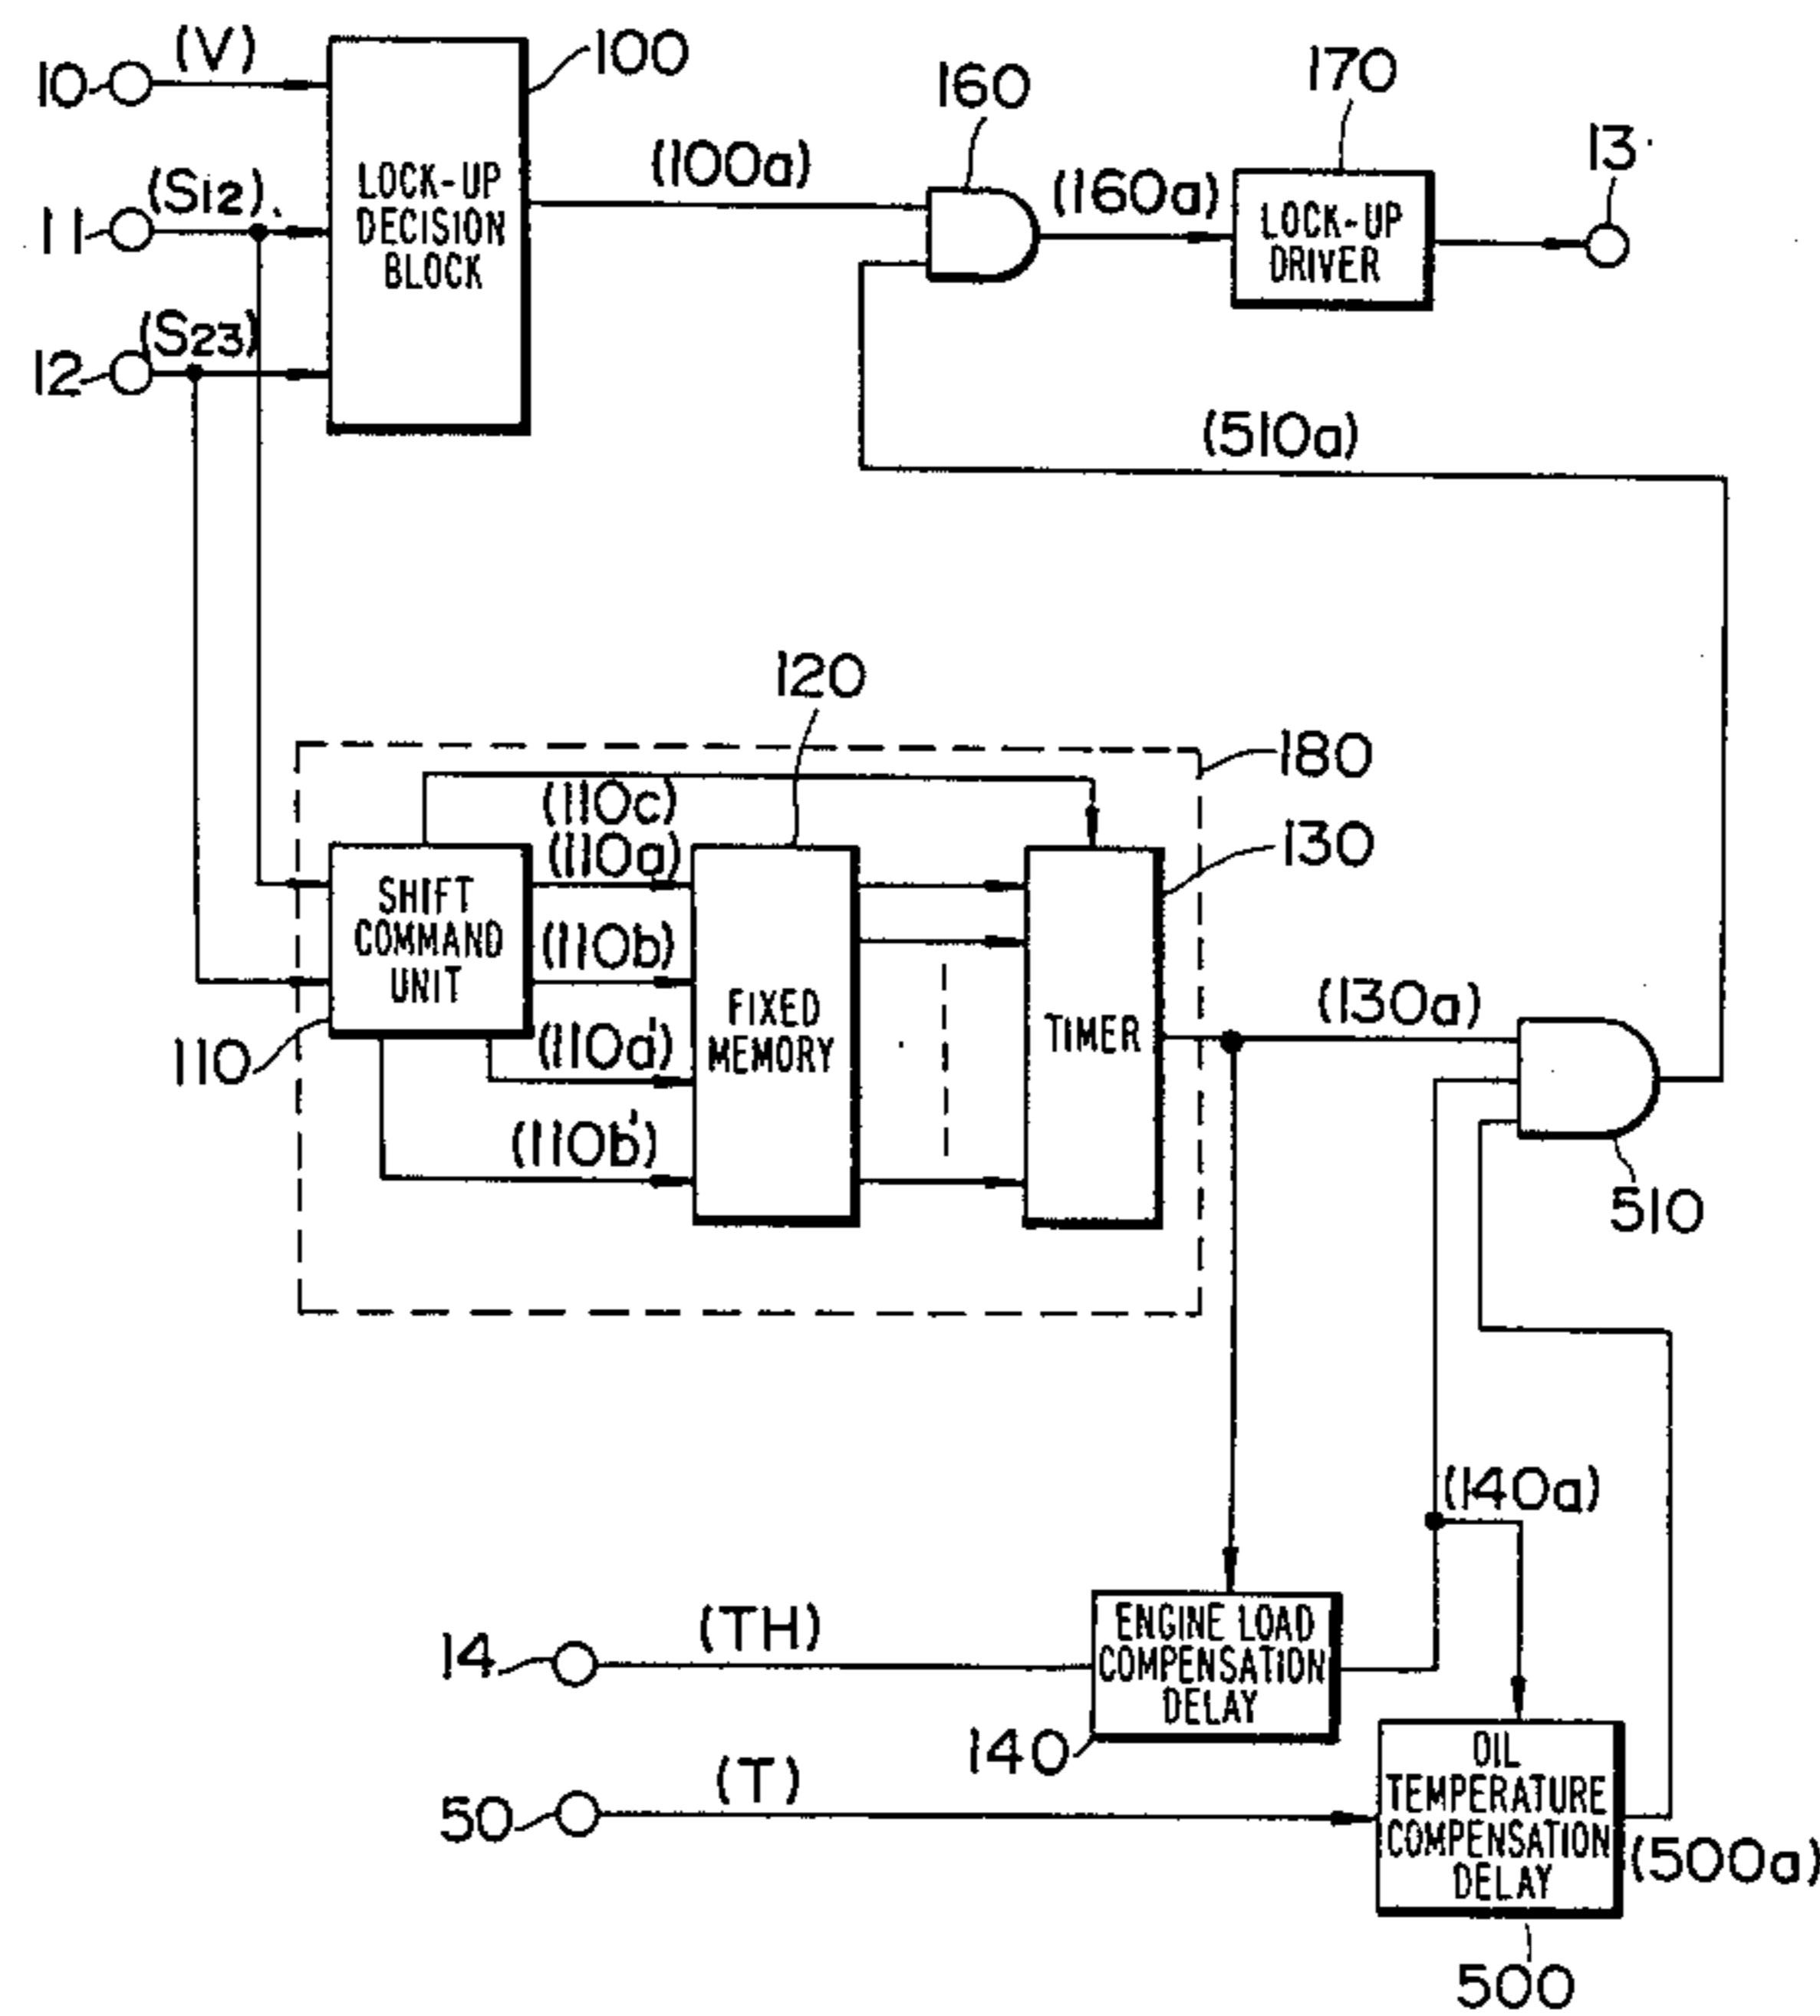 10
(V)
100
160
170
13
11
(S12)
LOCK-UP
DECISION
BLOCK
(100a)
(160a)
LOCK-UP
DRIVER
12
(S23)
(510a)
120
180
(110c)
(110a)
130
SHIFT
COMMAND
UNIT
(110b)
110
(110a')
(110b')
FIXED
MEMORY
TIMER
(130a)
510
(140a)
14
(TH)
ENGINE LOAD
COMPENSATION
DELAY
140
50
(T)
OIL
TEMPERATURE
COMPENSATION
DELAY
(500a)
500